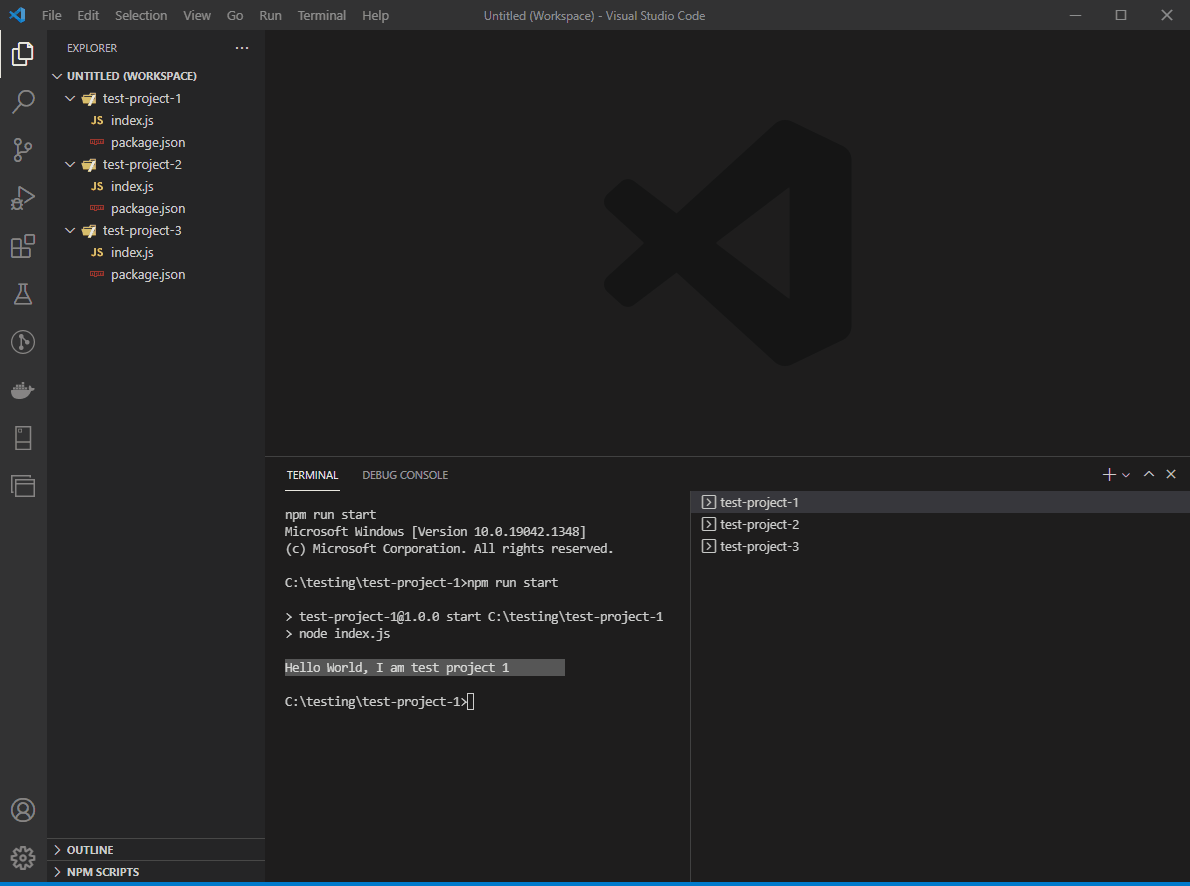 File Edit Selection View Go Run Terminal Help Untitled (Workspace) - Visual Studio Code
EXPLORER
UNTITLED (WORKSPACE)
test-project-1
JS index.js
package.json
test-project-2
JS index.js
package.json
test-project-3
JS index.js
package.json
OUTLINE
NPM SCRIPTS
TERMINAL DEBUG CONSOLE
npm run start
Microsoft Windows [Version 10.0.19042.1348]
(c) Microsoft Corporation. All rights reserved.
C:\testing\test-project-1>npm run start
> test-project-1@1.0.0 start C:\testing\test-project-1
> node index.js
Hello World, I am test project 1
C:\testing\test-project-1>
test-project-1
test-project-2
test-project-3